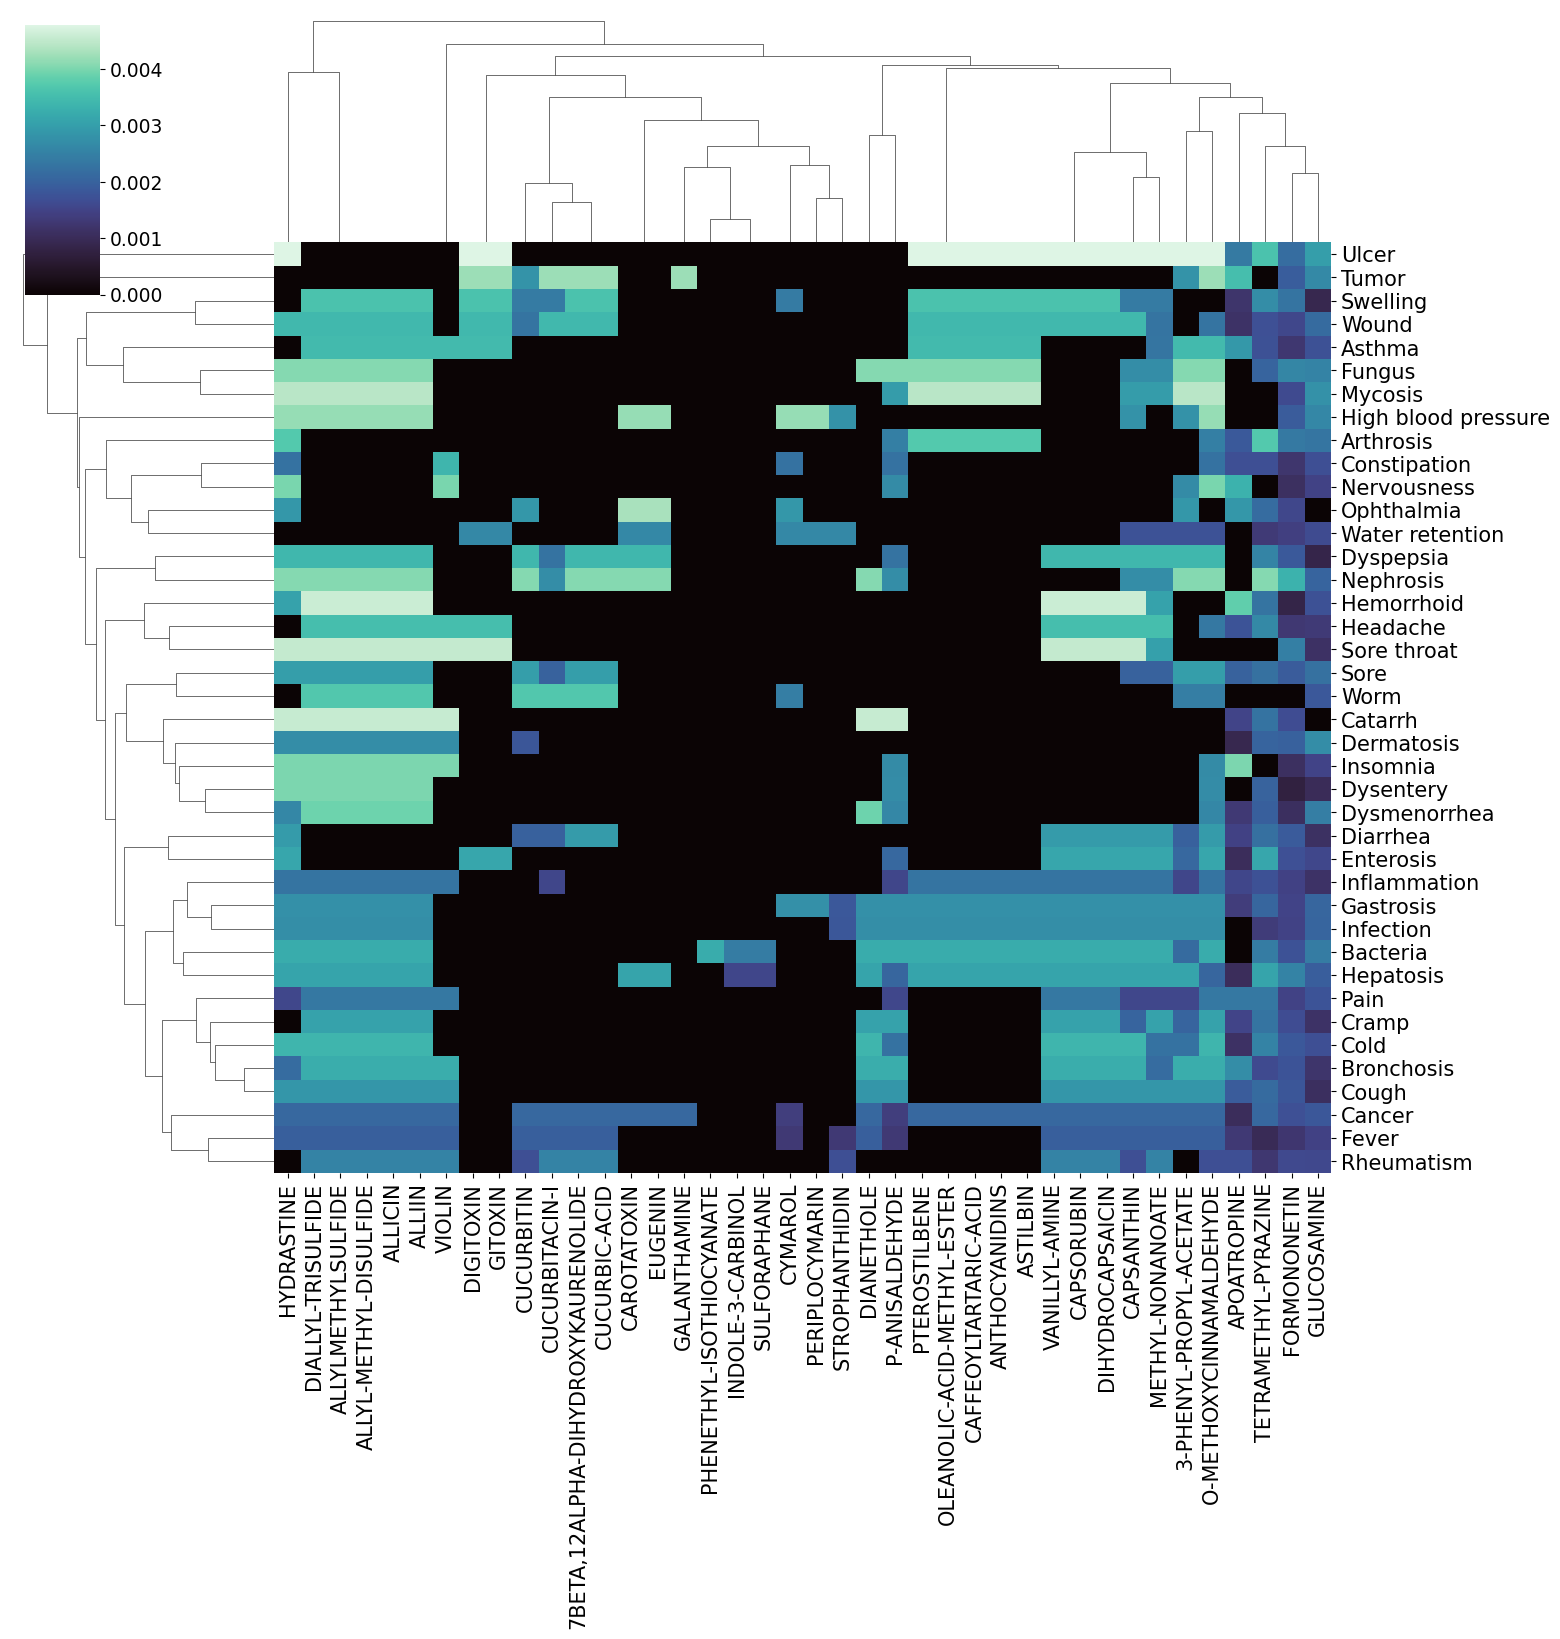 0.004
0.003
0.002
0.001
0.000
Ulcer
Tumor
Swelling
Wound
Asthma
Fungus
Mycosis
High blood pressure
Arthrosis
Constipation
Nervousness
Ophthalmia
Water retention
Dyspepsia
Nephrosis
Hemorrhoid
Headache
Sore throat
Sore
Worm
Catarrh
Dermatosis
Insomnia
Dysentery
Dysmenorrhea
Diarrhea
Enterosis
Inflammation
Gastrosis
Infection
Bacteria
Hepatosis
Pain
Cramp
Cold
Bronchosis
Cough
Cancer
Fever
Rheumatism
HYDRASTINE
DIALLYL-TRISULFIDE
ALLYLMETHYLSULFIDE
ALLYL-METHYL-DISULFIDE
ALLICIN
ALLIIN
VIOLIN
DIGITOXIN
GITOXIN
CUCURBITIN
CUCURBITACIN-I
7BETA,12ALPHA-DIHYDROXYKAURENOLIDE
CUCURBIC-ACID
CAROTATOXIN
EUGENIN
GALANTHAMINE
PHENETHYL-ISOTHIOCYANATE
INDOLE-3-CARBINOL
SULFORAPHANE
CYMAROL
PERIPLOCYMARIN
STROPHANTHIDIN
DIANETHOLE
P-ANISALDEHYDE
PTEROSTILBENE
OLEANOLIC-ACID-METHYL-ESTER
CAFFEOYLTARTARIC-ACID
ANTHOCYANIDINS
ASTILBIN
VANILLYL-AMINE
CAPSORUBIN
DIHYDROCAPSAICIN
CAPSANTHIN
METHYL-NONANOATE
3-PHENYL-PROPYL-ACETATE
O-METHOXYCINNAMALDEHYDE
APOATROPINE
TETRAMETHYL-PYRAZINE
FORMONONETIN
GLUCOSAMINE